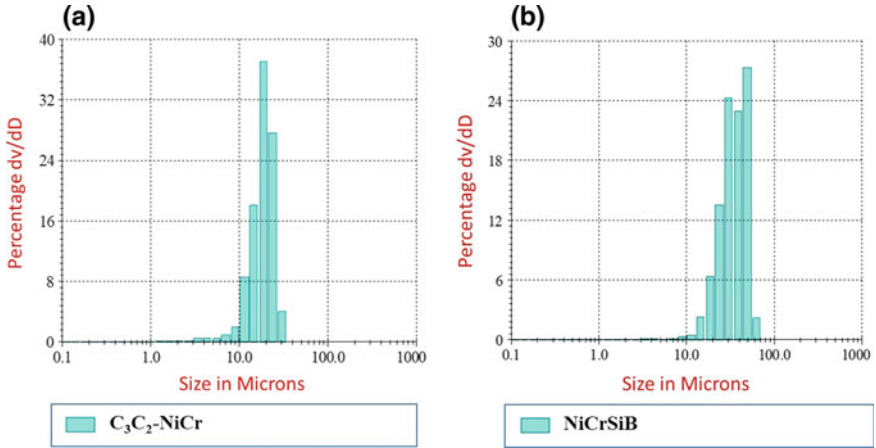 (a)
40
32
24
16
8
0
Percentage dv/dD
0.1 1.0 10.0 100.0 1000
Size in Microns
C₃C₂-NiCr
(b)
30
24
18
12
6
0
Percentage dv/dD
0.1 1.0 10.0 100.0 1000
Size in Microns
NiCrSiB